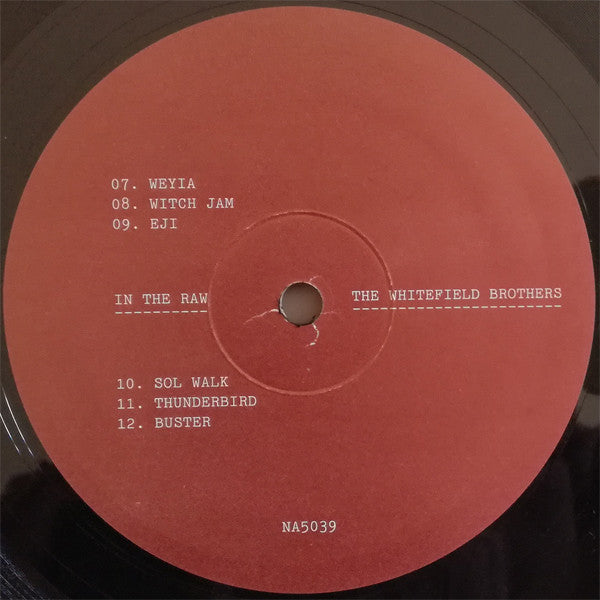 07. WEYIA
08. WITCH JAM
09. EJI
IN THE RAW
THE WHITEFIELD BROTHERS
10. SOL WALK
11. THUNDERBIRD
12. BUSTER
NA5039